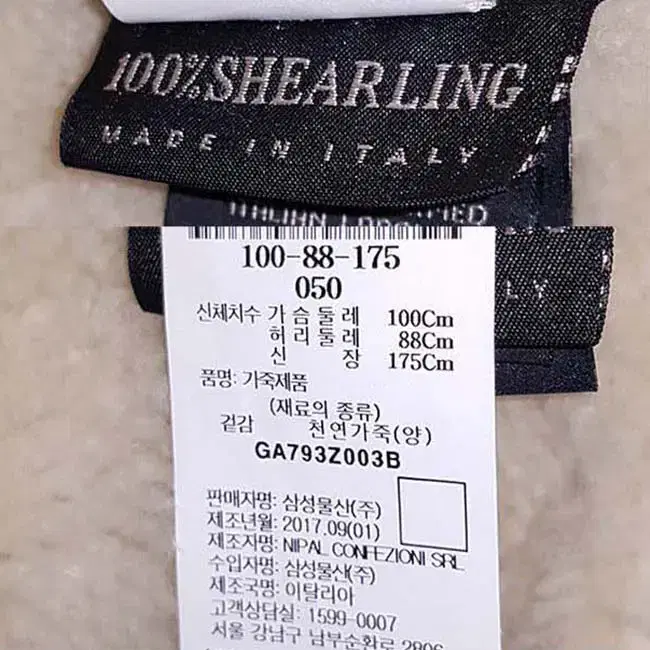 100% SHEARLING
MADE IN ITALY
ITALIAN
LY
100-88-175
050
신체치수 가슴둘레 100Cm
허리둘레 88Cm
신 장 175Cm
품명: 가죽제품
(재료의 종류)
겉감 천연가죽(양)
GA793Z003B
판매자명: 삼성물산(주)
제조년월: 2017.09(01)
제조자명: NIPAL CONFEZIONI SRL
수입자명: 삼성물산(주)
제조국명: 이탈리아
고객상담실: 1599-0007
서울 강남구 남부순환로 2806